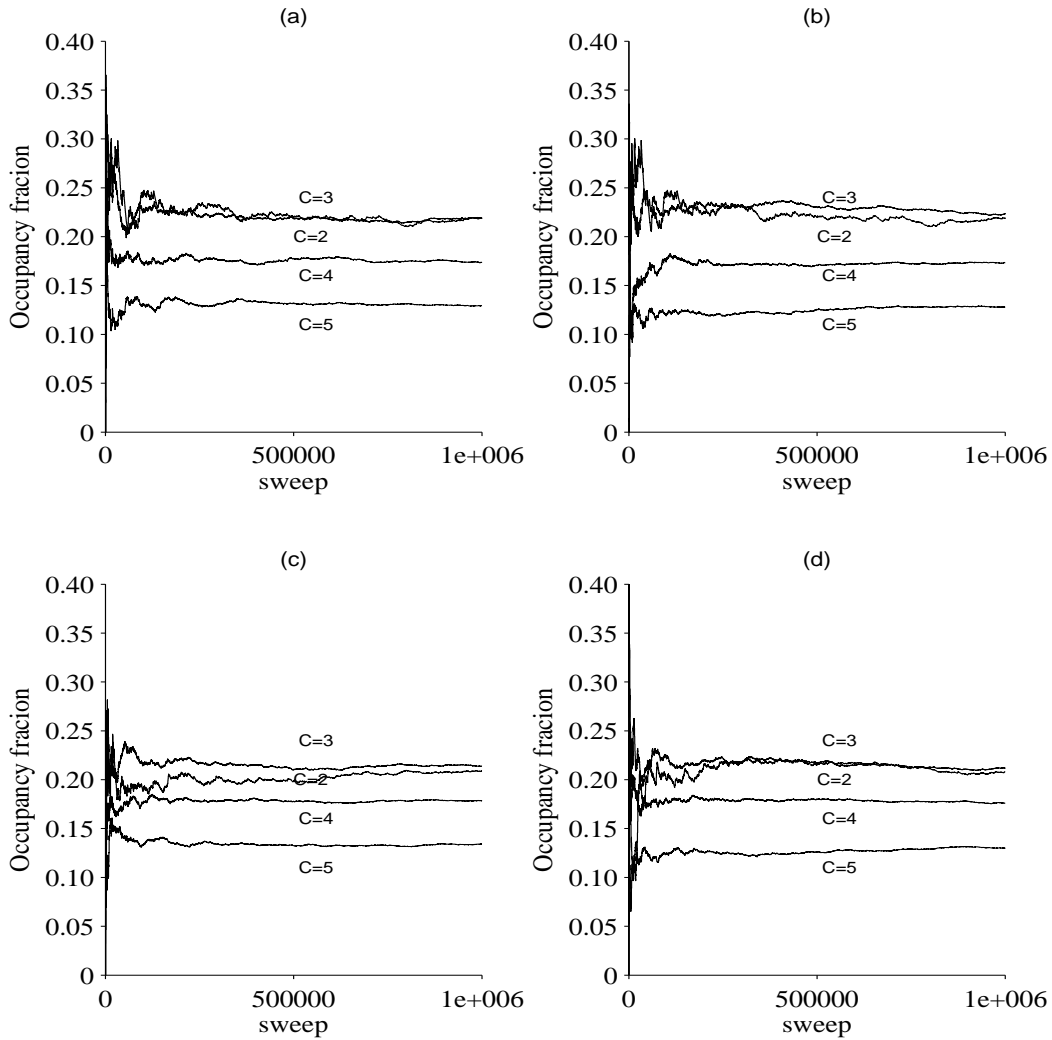 (a)
0.40
0.35
0.30
0.25
0.20
0.15
0.10
0.05
0
Occupancy fracion
C=3
C=2
C=4
C=5
0 500000 1e+006
sweep
(b)
0.40
0.35
0.30
0.25
0.20
0.15
0.10
0.05
0
Occupancy fracion
C=3
C=2
C=4
C=5
0 500000 1e+006
sweep
(c)
0.40
0.35
0.30
0.25
0.20
0.15
0.10
0.05
0
Occupancy fracion
C=3
C=2
C=4
C=5
0 500000 1e+006
sweep
(d)
0.40
0.35
0.30
0.25
0.20
0.15
0.10
0.05
0
Occupancy fracion
C=3
C=2
C=4
C=5
0 500000 1e+006
sweep